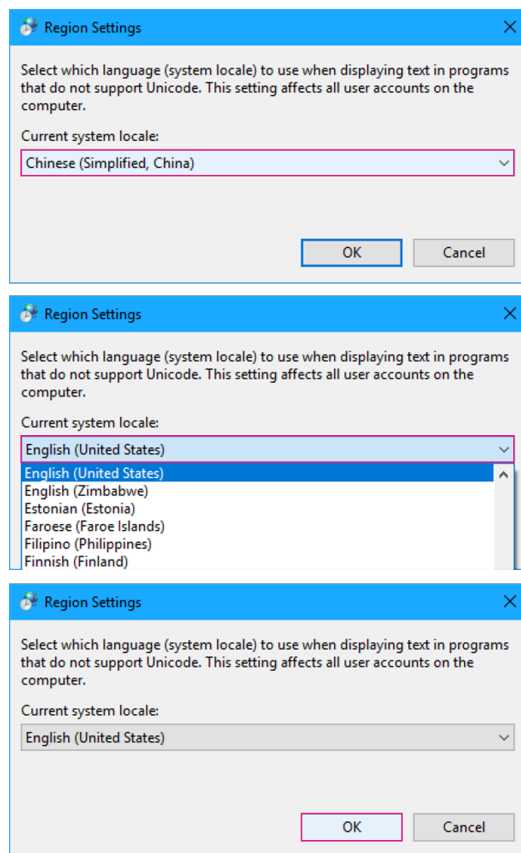 Region Settings
Select which language (system locale) to use when displaying text in programs
that do not support Unicode. This setting affects all user accounts on the
computer.
Current system locale:
Chinese (Simplified, China)
OK Cancel
Region Settings
Select which language (system locale) to use when displaying text in programs
that do not support Unicode. This setting affects all user accounts on the
computer.
Current system locale:
English (United States)
English (United States)
English (Zimbabwe)
Estonian (Estonia)
Faroese (Faroe Islands)
Filipino (Philippines)
Finnish (Finland)
Region Settings
Select which language (system locale) to use when displaying text in programs
that do not support Unicode. This setting affects all user accounts on the
computer.
Current system locale:
English (United States)
OK Cancel